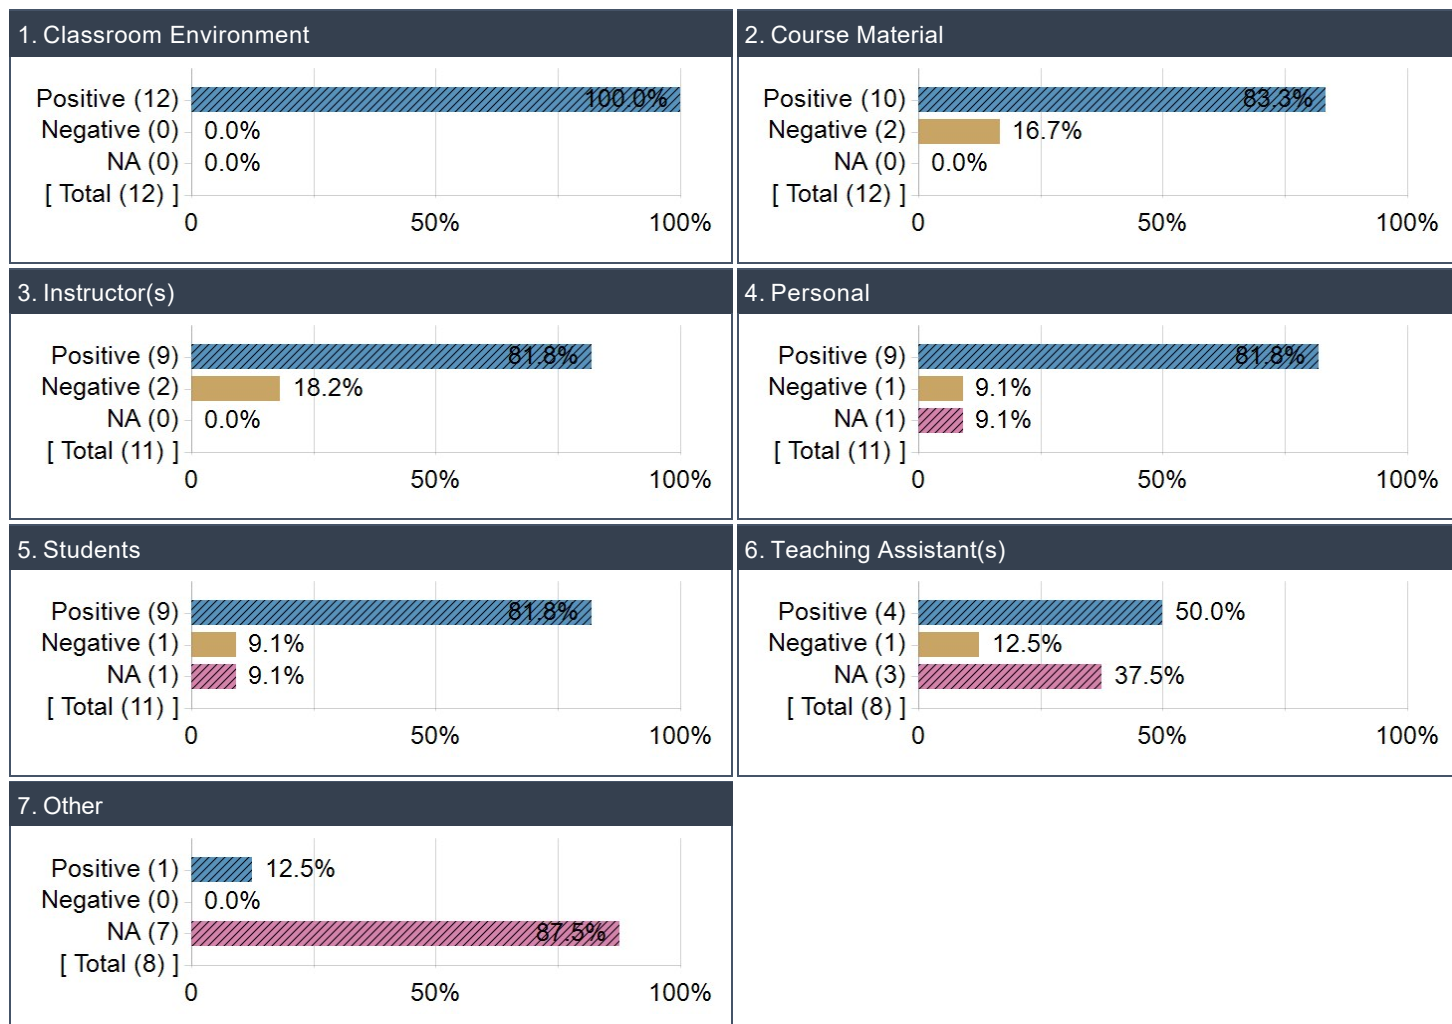 1. Classroom Environment
Positive (12) 100.0%
Negative (0) 0.0%
NA (0) 0.0%
[ Total (12) ]
0 50% 100%
2. Course Material
Positive (10) 83.3%
Negative (2) 16.7%
NA (0) 0.0%
[ Total (12) ]
0 50% 100%
3. Instructor(s)
Positive (9) 81.8%
Negative (2) 18.2%
NA (0) 0.0%
[ Total (11) ]
0 50% 100%
4. Personal
Positive (9) 81.8%
Negative (1) 9.1%
NA (1) 9.1%
[ Total (11) ]
0 50% 100%
5. Students
Positive (9) 81.8%
Negative (1) 9.1%
NA (1) 9.1%
[ Total (11) ]
0 50% 100%
6. Teaching Assistant(s)
Positive (4) 50.0%
Negative (1) 12.5%
NA (3) 37.5%
[ Total (8) ]
0 50% 100%
7. Other
Positive (1) 12.5%
Negative (0) 0.0%
NA (7) 87.5%
[ Total (8) ]
0 50% 100%